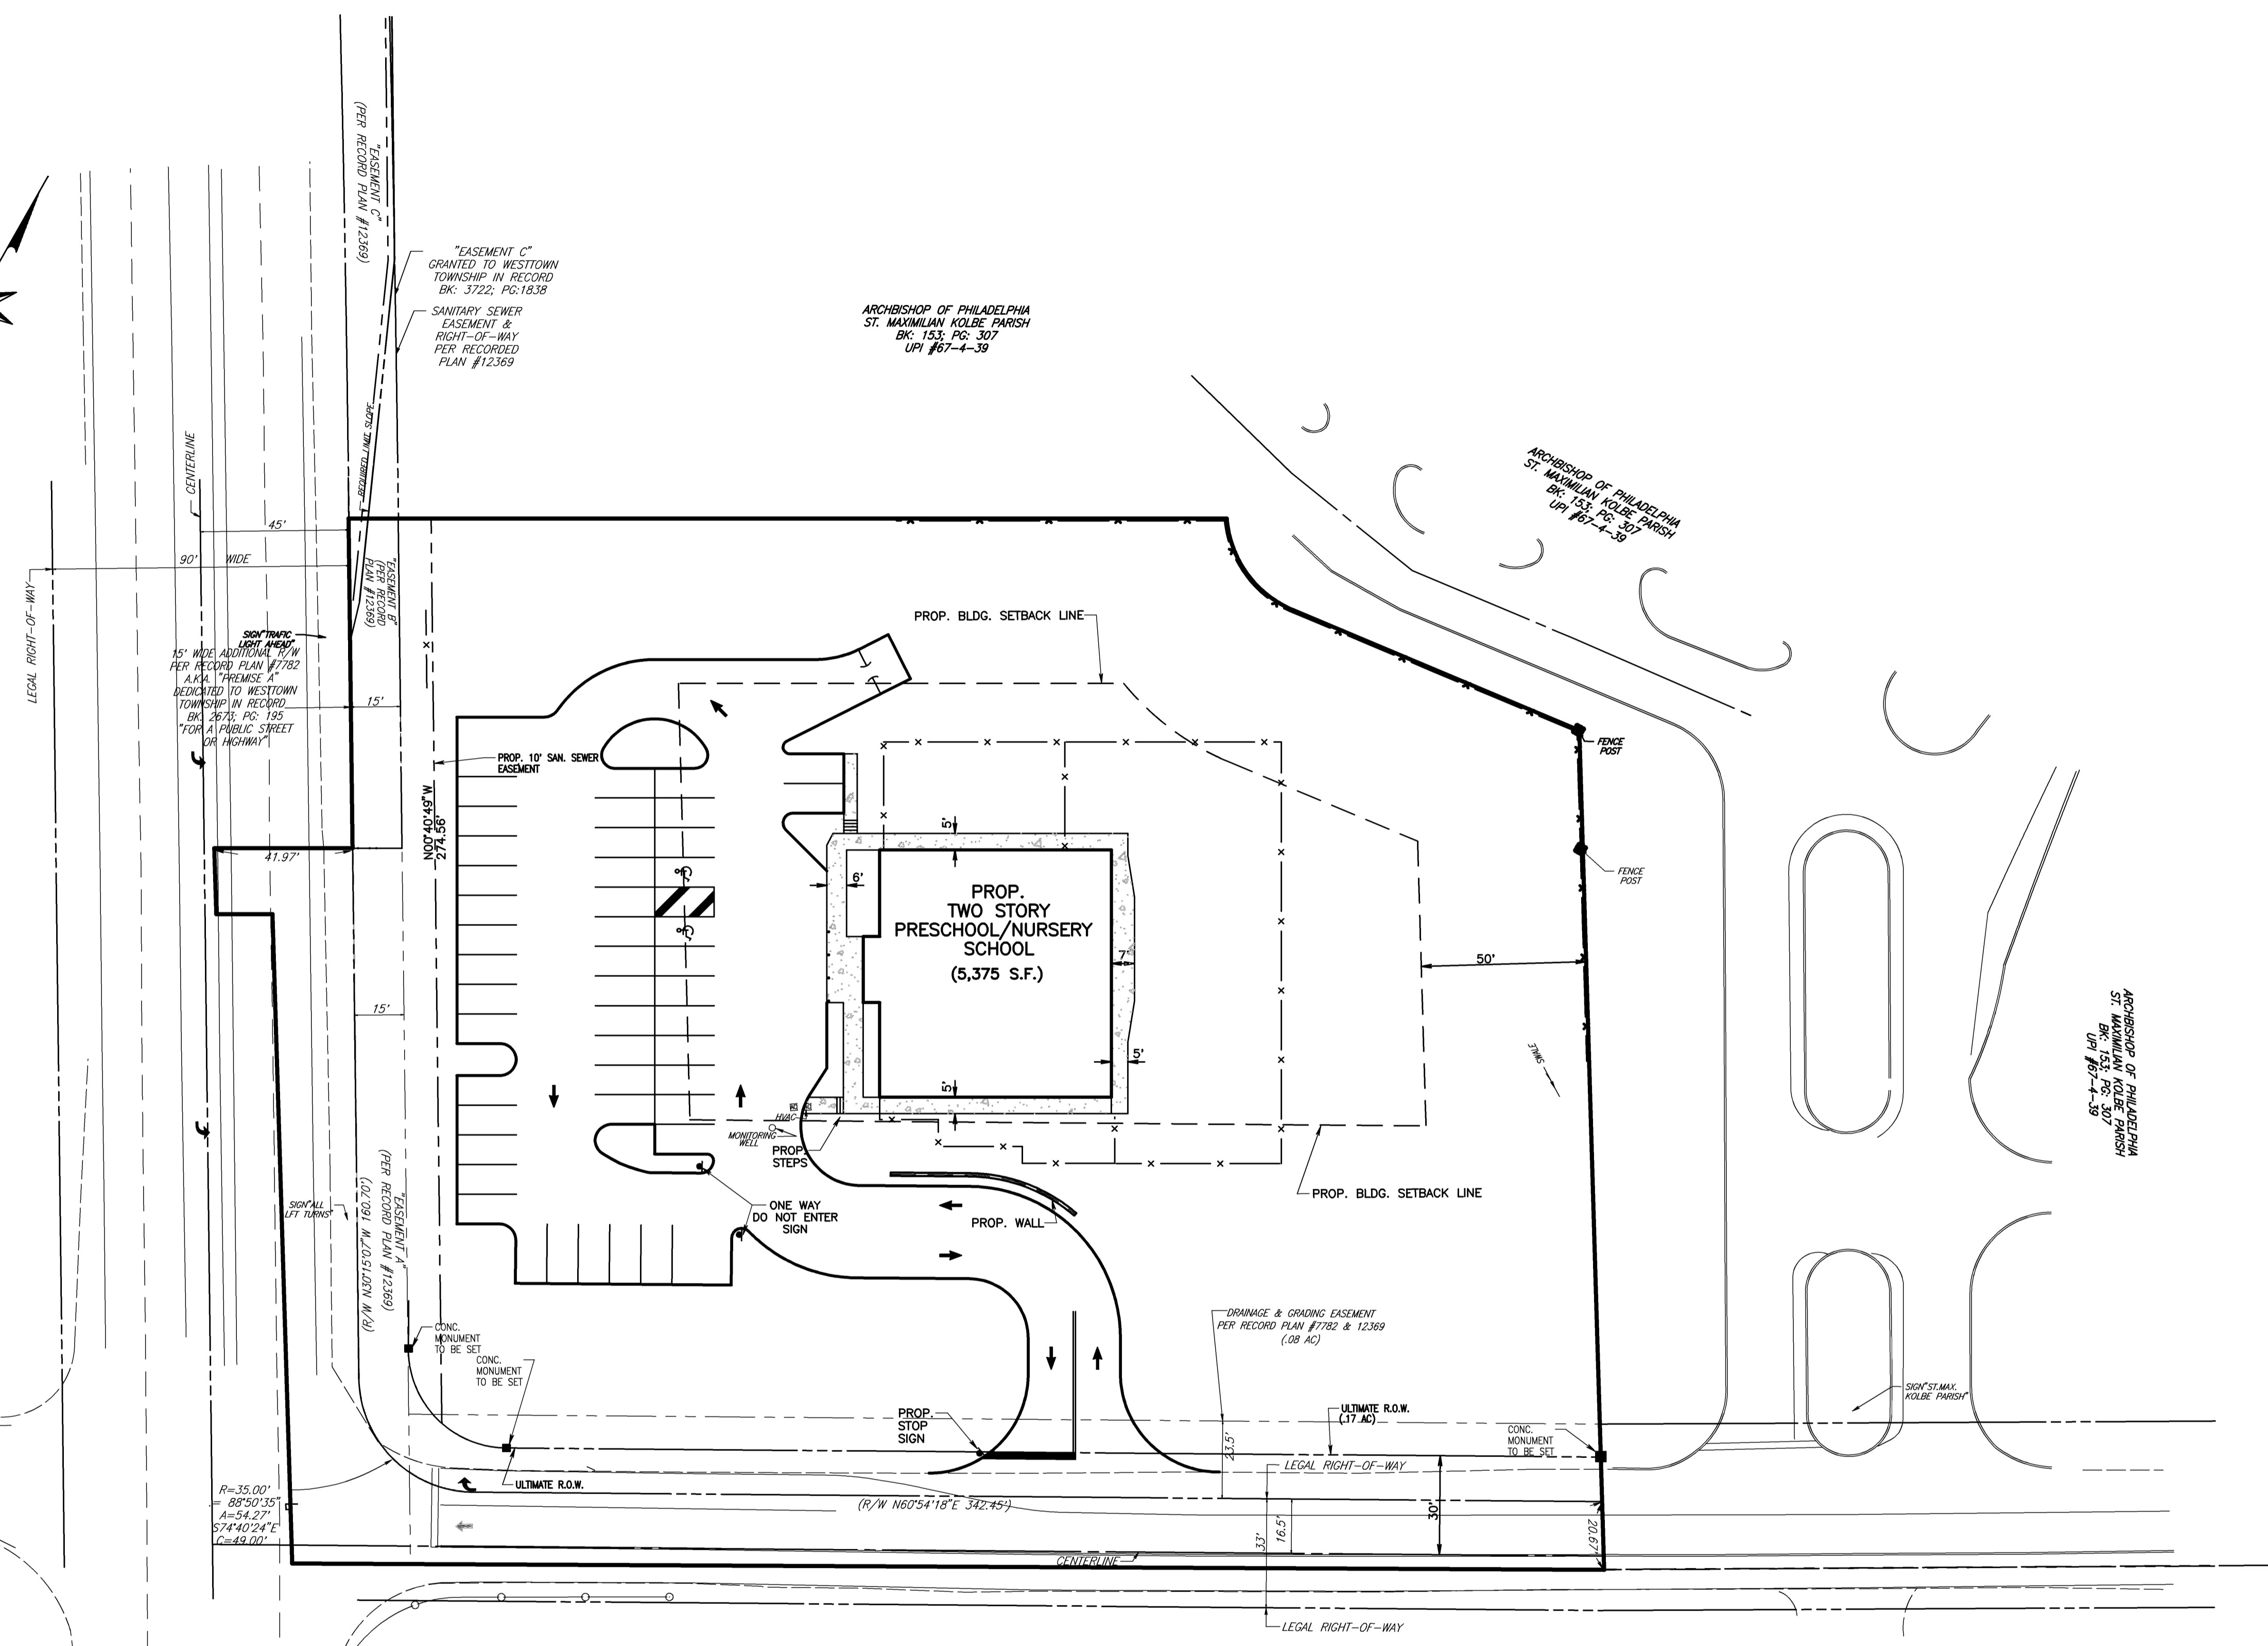 "EASEMENT C"
(PER RECORD PLAN #12369)
"EASEMENT C"
GRANTED TO WESTTOWN
TOWNSHIP IN RECORD
BK: 3722; PG:1838
SANITARY SEWER
EASEMENT &
RIGHT-OF-WAY
PER RECORDED
PLAN #12369
ARCHBISHOP OF PHILADELPHIA
ST. MAXIMILIAN KOLBE PARISH
BK: 153; PG: 307
UPI #67-4-39
ARCHBISHOP OF PHILADELPHIA
ST. MAXIMILIAN KOLBE PARISH
BK: 153; PG: 307
UPI #67-4-39
REQUIRED LIMIT SLOPE
CENTERLINE
45'
90' WIDE
LEGAL RIGHT-OF-WAY
"EASEMENT B"
(PER RECORD
PLAN #12369)
SIGN"TRAFIC
LIGHT AHEAD"
15' WIDE ADDITIONAL R/W
PER RECORD PLAN #7782
A.K.A. "PREMISE A"
DEDICATED TO WESTTOWN
TOWNSHIP IN RECORD
BK: 2673; PG: 195
"FOR A PUBLIC STREET
OR HIGHWAY"
15'
PROP. BLDG. SETBACK LINE
FENCE
POST
PROP. 10' SAN. SEWER
EASEMENT
N00°40'49"W
274.56'
41.97'
FENCE
POST
5'
6'
PROP.
TWO STORY
PRESCHOOL/NURSERY
SCHOOL
(5,375 S.F.)
7'
50'
15'
5'
5'
SWALE
ARCHBISHOP OF PHILADELPHIA
ST. MAXIMILIAN KOLBE PARISH
BK: 153; PG: 307
UPI #67-4-39
HVAC
MONITORING
WELL
PROP.
STEPS
"EASEMENT A"
(PER RECORD PLAN #12369)
(R/W N30°15'07"W 160.70')
SIGN"ALL
LFT TURNS"
ONE WAY
DO NOT ENTER
SIGN
PROP. WALL
PROP. BLDG. SETBACK LINE
DRAINAGE & GRADING EASEMENT
PER RECORD PLAN #7782 & 12369
(.08 AC)
CONC.
MONUMENT
TO BE SET
CONC.
MONUMENT
TO BE SET
PROP.
STOP
SIGN
ULTIMATE R.O.W.
(.17 AC)
CONC.
MONUMENT
TO BE SET
SIGN"ST.MAX.
KOLBE PARISH"
23.5'
LEGAL RIGHT-OF-WAY
ULTIMATE R.O.W.
R=35.00'
= 88°50'35"
A=54.27'
S74°40'24"E
C=49.00'
(R/W N60°54'18"E 342.45')
33'
16.5'
30'
20.67'
CENTERLINE
LEGAL RIGHT-OF-WAY